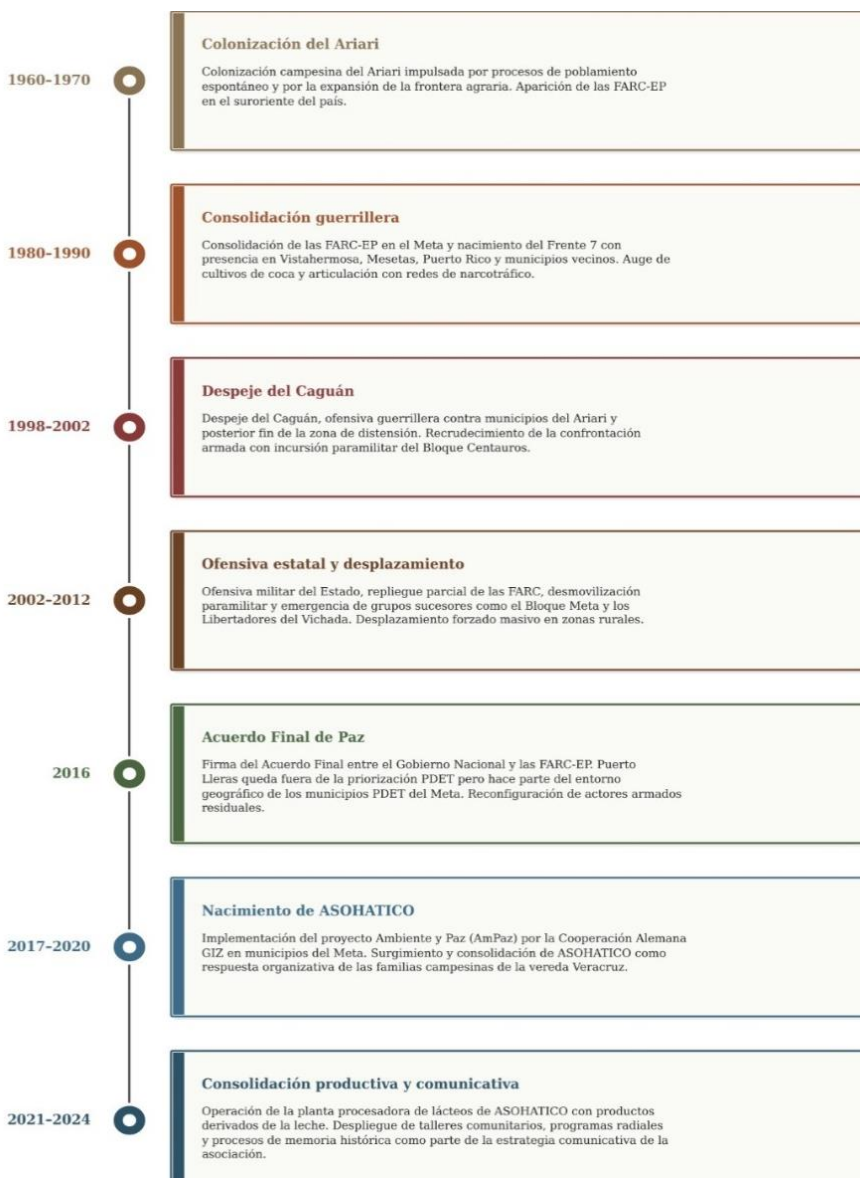 Colonización del Ariari
1960–1970
Colonización campesina del Ariari impulsada por procesos de poblamiento
espontáneo y por la expansión de la frontera agraria. Aparición de las FARC-EP
en el suroriente del país.
Consolidación guerrillera
1980–1990
Consolidación de las FARC-EP en el Meta y nacimiento del Frente 7 con
presencia en Vistahermosa, Mesetas, Puerto Rico y municipios vecinos. Auge de
cultivos de coca y articulación con redes de narcotráfico.
Despeje del Caguán
1998–2002
Despeje del Caguán, ofensiva guerrillera contra municipios del Ariari y
posterior fin de la zona de distensión. Recrudecimiento de la confrontación
armada con incursión paramilitar del Bloque Centauros.
Ofensiva estatal y desplazamiento
2002–2012
Ofensiva militar del Estado, repliegue parcial de las FARC, desmovilización
paramilitar y emergencia de grupos sucesores como el Bloque Meta y los
Libertadores del Vichada. Desplazamiento forzado masivo en zonas rurales.
Acuerdo Final de Paz
2016
Firma del Acuerdo Final entre el Gobierno Nacional y las FARC-EP. Puerto
Lleras queda fuera de la priorización PDET pero hace parte del entorno
geográfico de los municipios PDET del Meta. Reconfiguración de actores armados
residuales.
Nacimiento de ASOHATICO
2017–2020
Implementación del proyecto Ambiente y Paz (AmPaz) por la Cooperación Alemana
GIZ en municipios del Meta. Surgimiento y consolidación de ASOHATICO como
respuesta organizativa de las familias campesinas de la vereda Veracruz.
Consolidación productiva y comunicativa
2021–2024
Operación de la planta procesadora de lácteos de ASOHATICO con productos
derivados de la leche. Despliegue de talleres comunitarios, programas radiales
y procesos de memoria histórica como parte de la estrategia comunicativa de la
asociación.